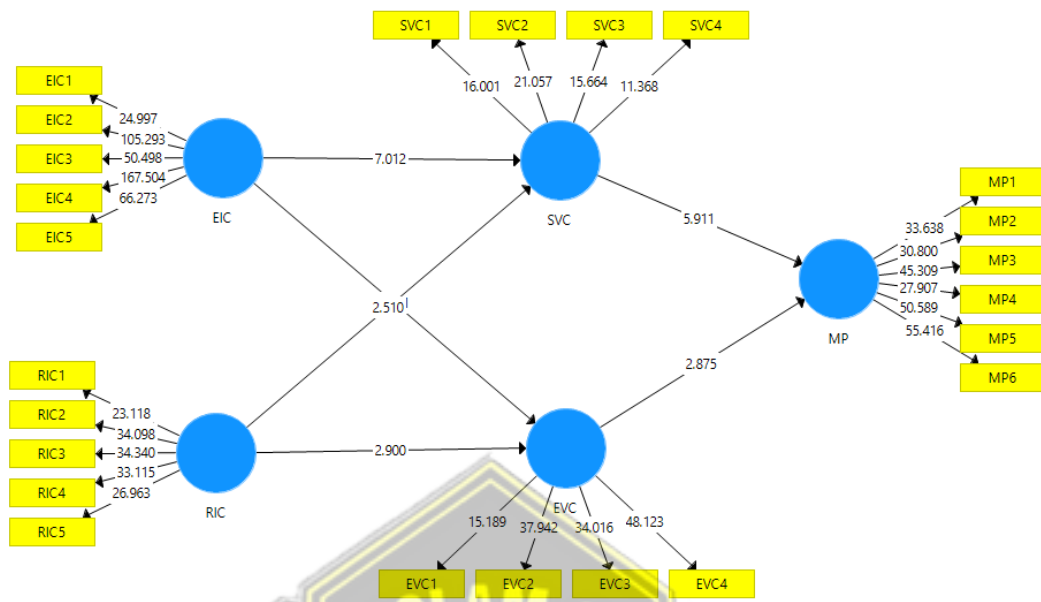 SVC1 SVC2 SVC3 SVC4
16.001 21.057 15.664 11.368
EIC1
EIC2
EIC3
EIC4
EIC5
24.997
105.293
50.498
167.504
66.273
EIC
7.012
SVC
5.911
2.510
MP1
MP2
MP3
MP4
MP5
MP6
33.638
30.800
45.309
27.907
50.589
55.416
MP
RIC1
RIC2
RIC3
RIC4
RIC5
23.118
34.098
34.340
33.115
26.963
RIC
2.900
EVC
2.875
15.189 37.942 34.016 48.123
EVC1 EVC2 EVC3 EVC4